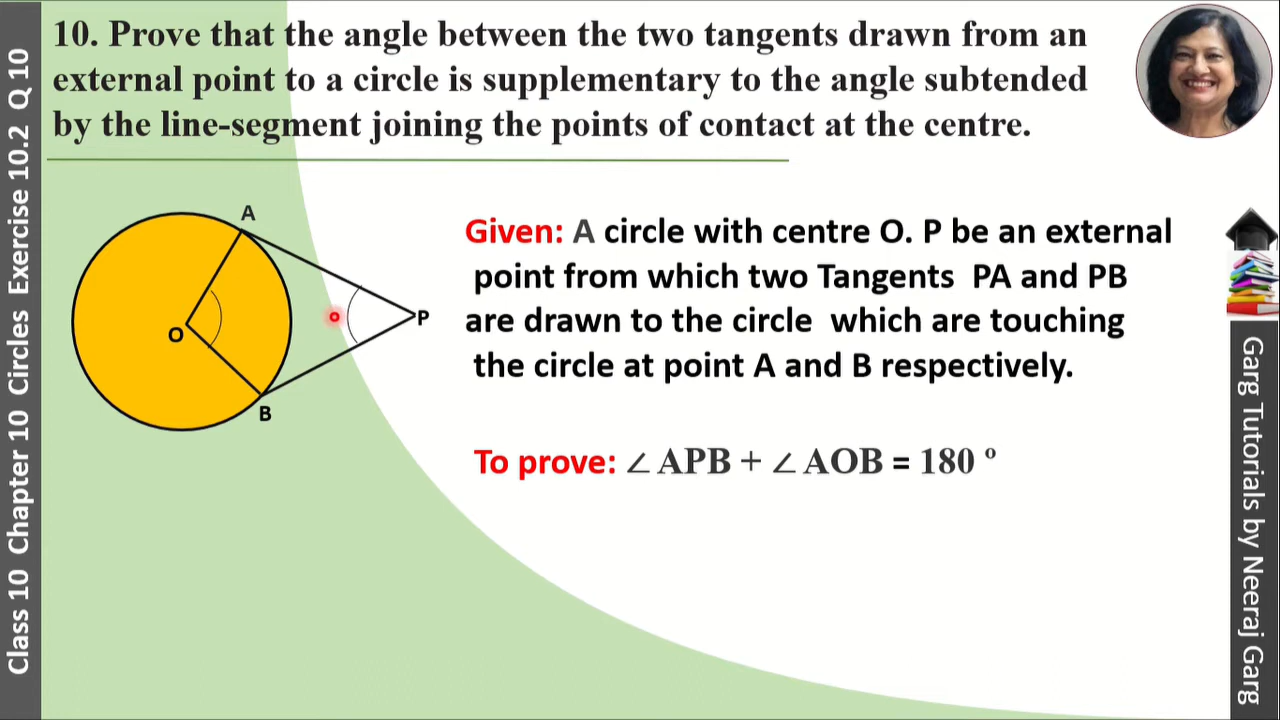 10. Prove that the angle between the two tangents drawn from an
external point to a circle is supplementary to the angle subtended
by the line-segment joining the points of contact at the centre.
Class 10 Chapter 10 Circles Exercise 10.2 Q 10
A
O
P
B
Given: A circle with centre O. P be an external
point from which two Tangents PA and PB
are drawn to the circle which are touching
the circle at point A and B respectively.
To prove: ∠ APB + ∠ AOB = 180 º
Garg Tutorials by Neeraj Garg